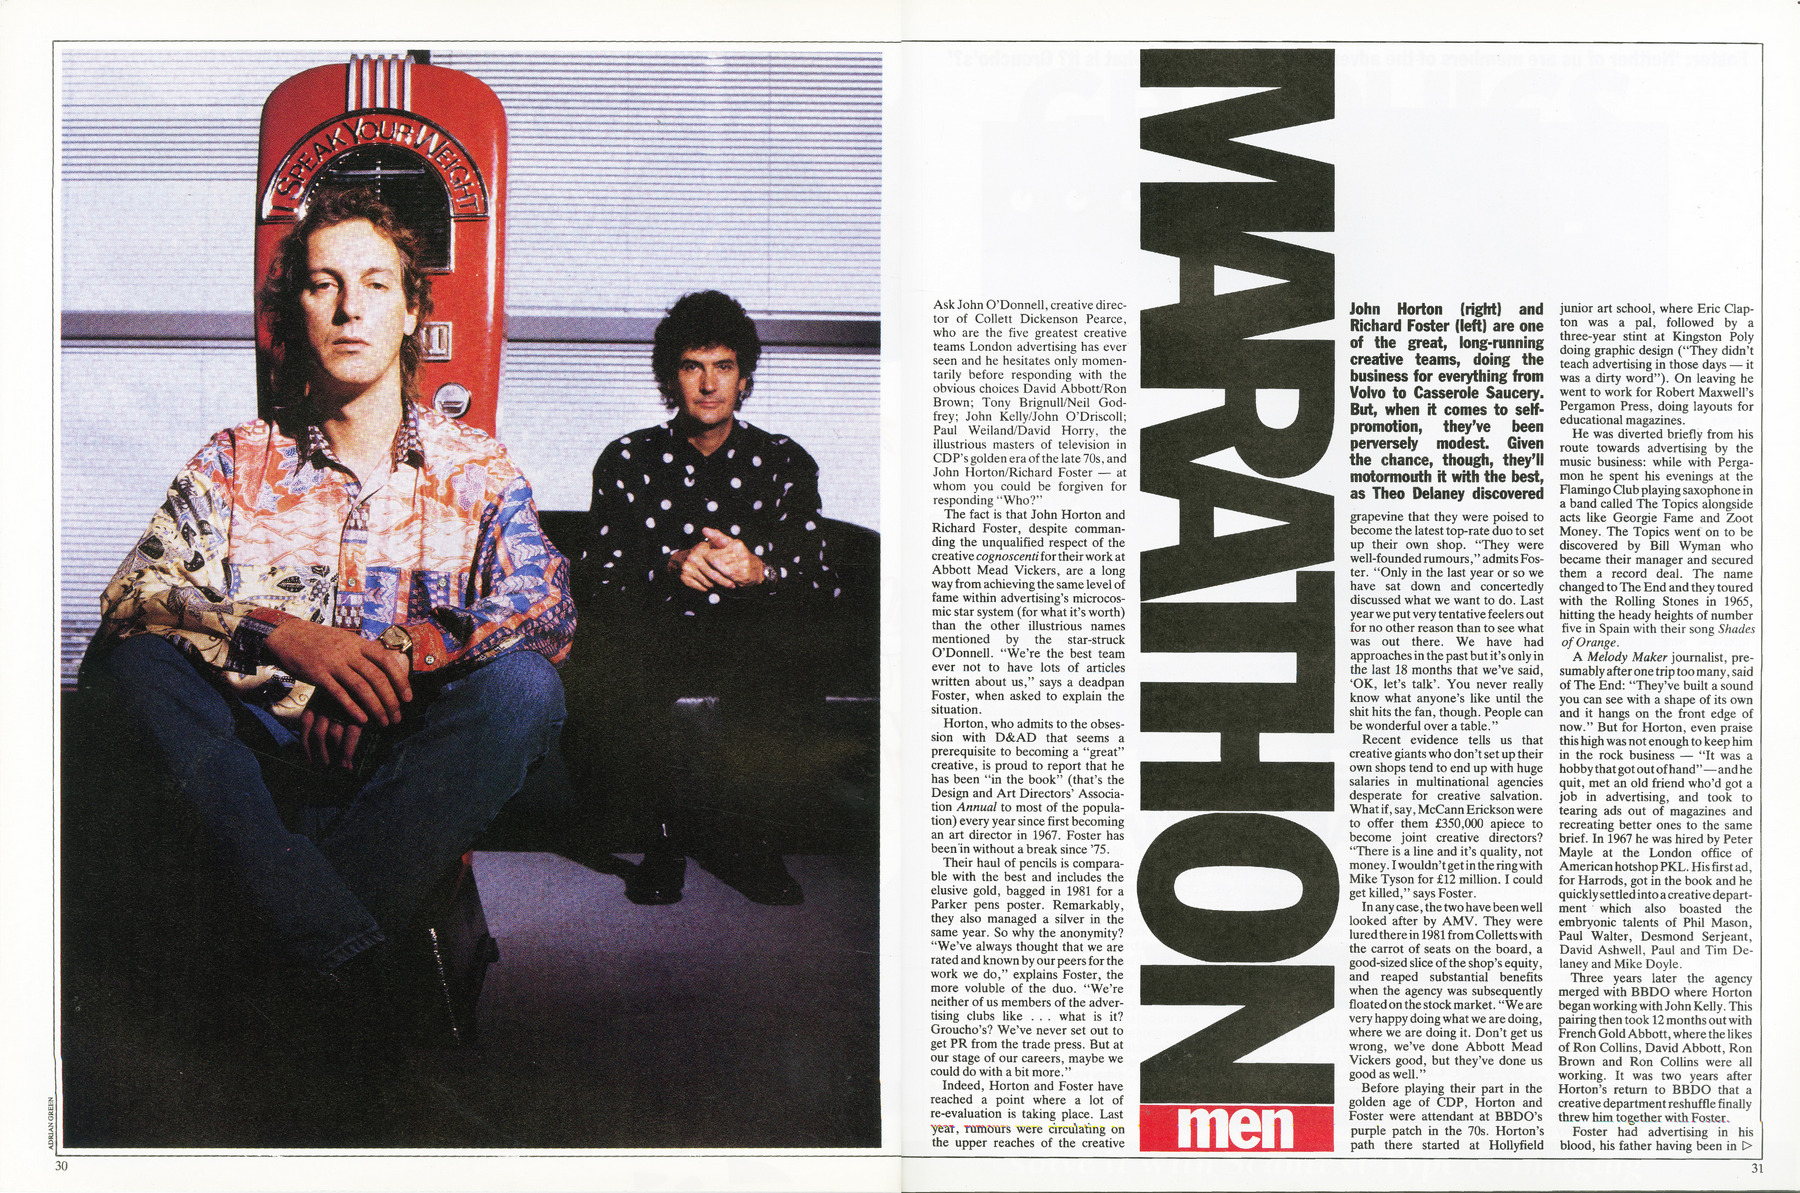 I SPEAK YOUR WEIGHT
ADRIAN GREEN
30
Ask John O'Donnell, creative direc-
tor of Collett Dickenson Pearce,
who are the five greatest creative
teams London advertising has ever
seen and he hesitates only momen-
tarily before responding with the
obvious choices David Abbott/Ron
Brown; Tony Brignull/Neil God-
frey; John Kelly/John O'Driscoll;
Paul Weiland/David Horry, the
illustrious masters of television in
CDP's golden era of the late 70s, and
John Horton/Richard Foster — at
whom you could be forgiven for
responding "Who?"
The fact is that John Horton and
Richard Foster, despite comman-
ding the unqualified respect of the
creative cognoscenti for their work at
Abbott Mead Vickers, are a long
way from achieving the same level of
fame within advertising's microcos-
mic star system (for what it's worth)
than the other illustrious names
mentioned by the star-struck
O'Donnell. "We're the best team
ever not to have lots of articles
written about us," says a deadpan
Foster, when asked to explain the
situation.
Horton, who admits to the obses-
sion with D&AD that seems a
prerequisite to becoming a "great"
creative, is proud to report that he
has been "in the book" (that's the
Design and Art Directors' Associa-
tion Annual to most of the popula-
tion) every year since first becoming
an art director in 1967. Foster has
been in without a break since '75.
Their haul of pencils is compara-
ble with the best and includes the
elusive gold, bagged in 1981 for a
Parker pens poster. Remarkably,
they also managed a silver in the
same year. So why the anonymity?
"We've always thought that we are
rated and known by our peers for the
work we do," explains Foster, the
more voluble of the duo. "We're
neither of us members of the adver-
tising clubs like . . . what is it?
Groucho's? We've never set out to
get PR from the trade press. But at
our stage of our careers, maybe we
could do with a bit more."
Indeed, Horton and Foster have
reached a point where a lot of
re-evaluation is taking place. Last
year, rumours were circulating on
the upper reaches of the creative
MARATHON
men
John Horton (right) and
Richard Foster (left) are one
of the great, long-running
creative teams, doing the
business for everything from
Volvo to Casserole Saucery.
But, when it comes to self-
promotion, they've been
perversely modest. Given
the chance, though, they'll
motormouth it with the best,
as Theo Delaney discovered
grapevine that they were poised to
become the latest top-rate duo to set
up their own shop. "They were
well-founded rumours," admits Fos-
ter. "Only in the last year or so we
have sat down and concertedly
discussed what we want to do. Last
year we put very tentative feelers out
for no other reason than to see what
was out there. We have had
approaches in the past but it's only in
the last 18 months that we've said,
'OK, let's talk'. You never really
know what anyone's like until the
shit hits the fan, though. People can
be wonderful over a table."
Recent evidence tells us that
creative giants who don't set up their
own shops tend to end up with huge
salaries in multinational agencies
desperate for creative salvation.
What if, say, McCann Erickson were
to offer them £350,000 apiece to
become joint creative directors?
"There is a line and it's quality, not
money. I wouldn't get in the ring with
Mike Tyson for £12 million. I could
get killed," says Foster.
In any case, the two have been well
looked after by AMV. They were
lured there in 1981 from Colletts with
the carrot of seats on the board, a
good-sized slice of the shop's equity,
and reaped substantial benefits
when the agency was subsequently
floated on the stock market. "We are
very happy doing what we are doing,
where we are doing it. Don't get us
wrong, we've done Abbott Mead
Vickers good, but they've done us
good as well."
Before playing their part in the
golden age of CDP, Horton and
Foster were attendant at BBDO's
purple patch in the 70s. Horton's
path there started at Hollyfield
junior art school, where Eric Clap-
ton was a pal, followed by a
three-year stint at Kingston Poly
doing graphic design ("They didn't
teach advertising in those days — it
was a dirty word"). On leaving he
went to work for Robert Maxwell's
Pergamon Press, doing layouts for
educational magazines.
He was diverted briefly from his
route towards advertising by the
music business: while with Perga-
mon he spent his evenings at the
Flamingo Club playing saxophone in
a band called The Topics alongside
acts like Georgie Fame and Zoot
Money. The Topics went on to be
discovered by Bill Wyman who
became their manager and secured
them a record deal. The name
changed to The End and they toured
with the Rolling Stones in 1965,
hitting the heady heights of number
five in Spain with their song Shades
of Orange.
A Melody Maker journalist, pre-
sumably after one trip too many, said
of The End: "They've built a sound
you can see with a shape of its own
and it hangs on the front edge of
now." But for Horton, even praise
this high was not enough to keep him
in the rock business — "It was a
hobby that got out of hand" — and he
quit, met an old friend who'd got a
job in advertising, and took to
tearing ads out of magazines and
recreating better ones to the same
brief. In 1967 he was hired by Peter
Mayle at the London office of
American hotshop PKL. His first ad,
for Harrods, got in the book and he
quickly settled into a creative depart-
ment which also boasted the
embryonic talents of Phil Mason,
Paul Walter, Desmond Serjeant,
David Ashwell, Paul and Tim De-
laney and Mike Doyle.
Three years later the agency
merged with BBDO where Horton
began working with John Kelly. This
pairing then took 12 months out with
French Gold Abbott, where the likes
of Ron Collins, David Abbott, Ron
Brown and Ron Collins were all
working. It was two years after
Horton's return to BBDO that a
creative department reshuffle finally
threw him together with Foster.
Foster had advertising in his
blood, his father having been in ▷
31